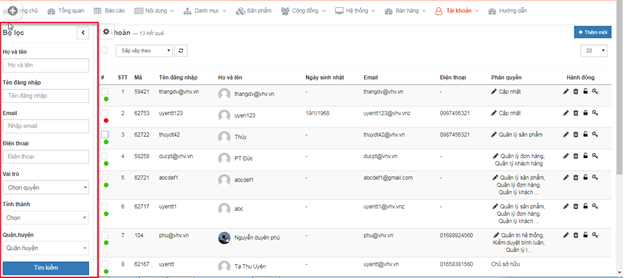 ng chủ Tổng quan Báo cáo Nội dung Danh mục Sản phẩm Cộng đồng Hệ thống Bán hàng Tài khoản Hướng dẫn
Bộ lọc
Họ và tên
Họ và tên
Tên đăng nhập
Tên đăng nhập
Email
Nhập email
Điện thoại
Điện thoại
Vai trò
Chọn quyền
Tỉnh thành
Chọn
Quận,huyện
Quận huyện
Tìm kiếm
hoản — 13 kết quả
+ Thêm mới
Sắp xếp theo
20
# STT Mã Tên đăng nhập Họ và tên Ngày sinh nhật Email Điện thoại Phân quyền Hành động
1 59421 thangdv@vhv.vn thangdv@vhv.vn - thangdv@vhv.vn - Cập nhật
2 62753 uyentt123@vhv.vn uyen123 19/1/1968 uyentt123@vhv.vnz 0987456321 Cập nhật
3 62722 thuydt42 Thúy thuydt42@vhv.vn 0987456321 Quản lý sản phẩm
4 58258 ducpt@vhv.vn PT Đức - ducpt@vhv.vn - Quản lý đơn hàng,
Quản lý khách ...
5 62721 abcdef1 abcdef1 - abcdef1@gmail.com - Quản lý sản phẩm,
Quản lý đơn hàng,
Quản lý khách ...
6 62717 uyentt1 abc - uyentt1@vhv.vnz - Quản lý sản phẩm,
Quản lý đơn hàng,
Quản lý khách ...
7 104 phu@vhv.vn Nguyễn duyên phú - phu@vhv.vn 01689924560 Quản trị hệ thống,
Kiểm duyệt bình luận,
Quản lý l...
8 62167 uyentt Tạ Thu Uyên - uyentt@vhv.vn 01658381560 Chủ sở hữu